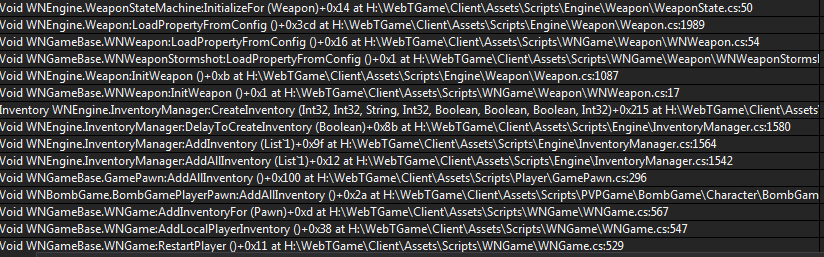 Void WNEngine.WeaponStateMachine:InitializeFor (Weapon)+0x14 at H:\WebTGame\Client\Assets\Scripts\Engine\Weapon\WeaponState.cs:50
Void WNEngine.Weapon:LoadPropertyFromConfig ()+0x3cd at H:\WebTGame\Client\Assets\Scripts\Engine\Weapon\Weapon.cs:1989
Void WNGameBase.WNWeapon:LoadPropertyFromConfig ()+0x16 at H:\WebTGame\Client\Assets\Scripts\WNGame\Weapon\WNWeapon.cs:54
Void WNGameBase.WNWeaponStormshot:LoadPropertyFromConfig ()+0x1 at H:\WebTGame\Client\Assets\Scripts\WNGame\Weapon\WNWeaponStormsh
Void WNEngine.Weapon:InitWeapon ()+0xb at H:\WebTGame\Client\Assets\Scripts\Engine\Weapon\Weapon.cs:1087
Void WNGameBase.WNWeapon:InitWeapon ()+0x1 at H:\WebTGame\Client\Assets\Scripts\WNGame\Weapon\WNWeapon.cs:17
Inventory WNEngine.InventoryManager:CreateInventory (Int32, Int32, String, Int32, Boolean, Boolean, Boolean, Int32)+0x215 at H:\WebTGame\Client\Assets\
Void WNEngine.InventoryManager:DelayToCreateInventory (Boolean)+0x8b at H:\WebTGame\Client\Assets\Scripts\Engine\InventoryManager.cs:1580
Void WNEngine.InventoryManager:AddInventory (List`1)+0x9f at H:\WebTGame\Client\Assets\Scripts\Engine\InventoryManager.cs:1564
Void WNEngine.InventoryManager:AddAllInventory (List`1)+0x12 at H:\WebTGame\Client\Assets\Scripts\Engine\InventoryManager.cs:1542
Void WNGameBase.GamePawn:AddAllInventory ()+0x100 at H:\WebTGame\Client\Assets\Scripts\Player\GamePawn.cs:296
Void WNBombGame.BombGamePlayerPawn:AddAllInventory ()+0x2a at H:\WebTGame\Client\Assets\Scripts\PVPGame\BombGame\Character\BombGam
Void WNGameBase.WNGame:AddInventoryFor (Pawn)+0xd at H:\WebTGame\Client\Assets\Scripts\WNGame\WNGame.cs:567
Void WNGameBase.WNGame:AddLocalPlayerInventory ()+0x38 at H:\WebTGame\Client\Assets\Scripts\WNGame\WNGame.cs:547
Void WNGameBase.WNGame:RestartPlayer ()+0x11 at H:\WebTGame\Client\Assets\Scripts\WNGame\WNGame.cs:529